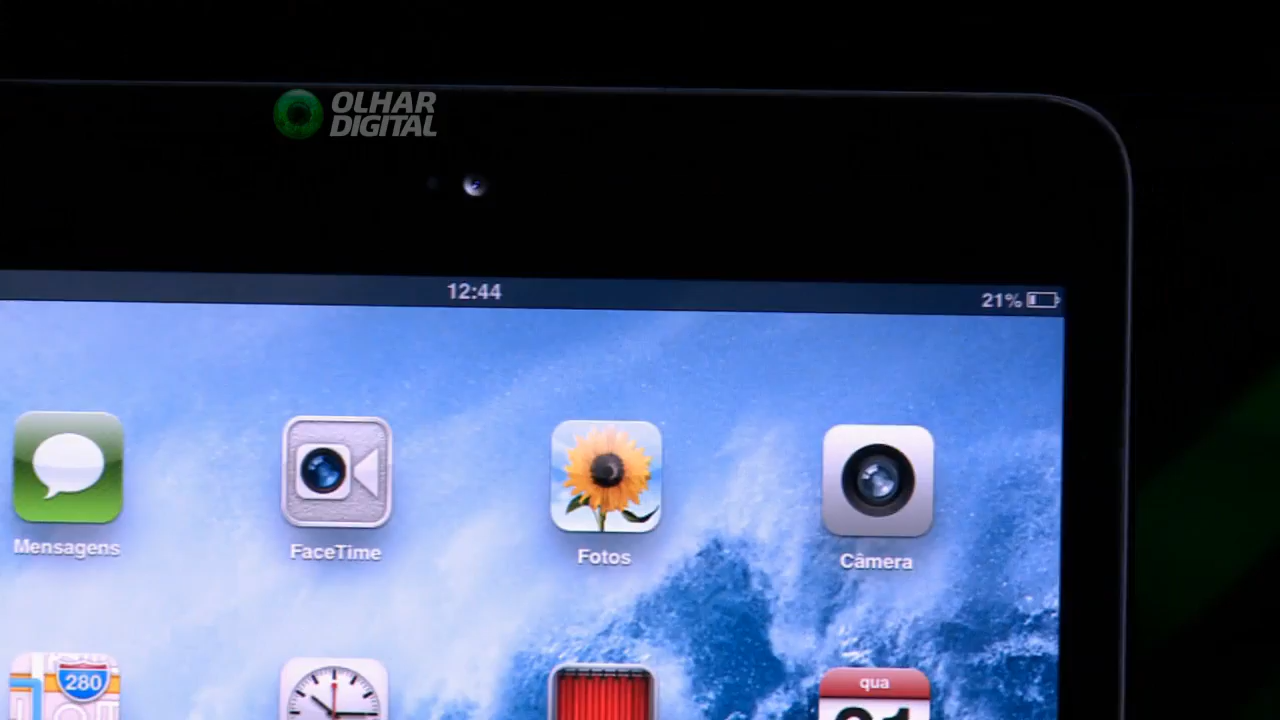 OLHAR
DIGITAL
12:44
21%
Mensagens
FaceTime
Fotos
Câmera
280
qua